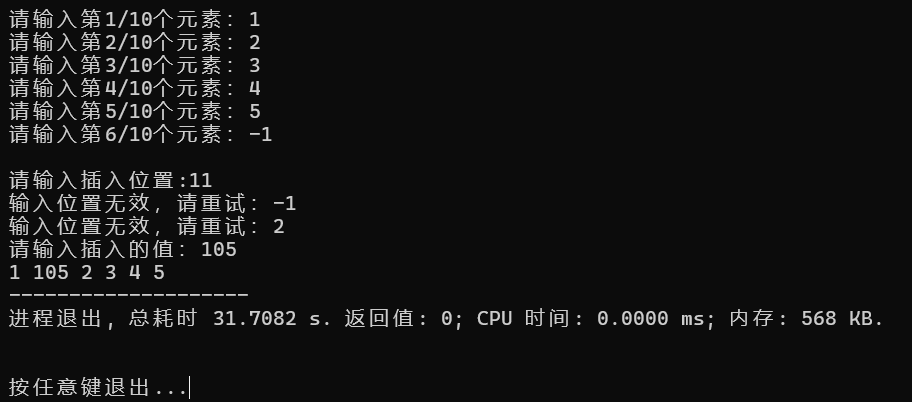 请输入第1/10个元素: 1
请输入第2/10个元素: 2
请输入第3/10个元素: 3
请输入第4/10个元素: 4
请输入第5/10个元素: 5
请输入第6/10个元素: -1
请输入插入位置:11
输入位置无效, 请重试: -1
输入位置无效, 请重试: 2
请输入插入的值: 105
1 105 2 3 4 5
--------------------
进程退出, 总耗时 31.7082 s. 返回值: 0; CPU 时间: 0.0000 ms; 内存: 568 KB.
按任意键退出...